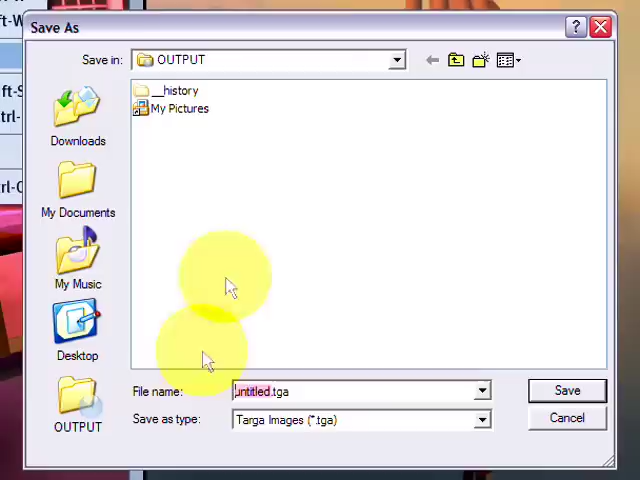 Save As
Save in:
OUTPUT
__history
My Pictures
Downloads
My Documents
My Music
Desktop
OUTPUT
File name:
untitled.tga
Save
Save as type:
Targa Images (*.tga)
Cancel
?